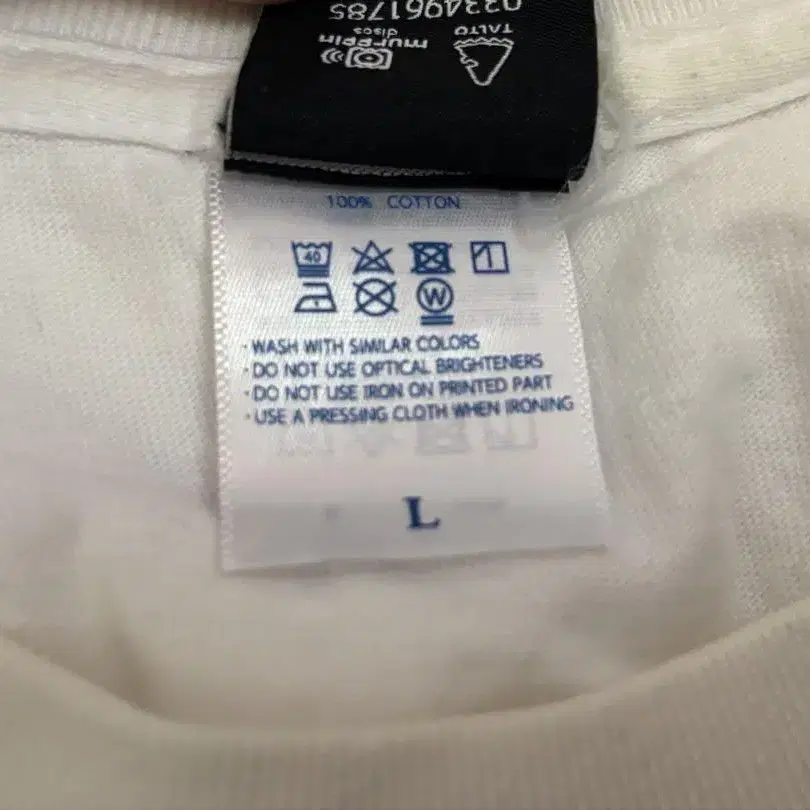 0334961785
muffin
discs
TALTO
100% COTTON
40
W
· WASH WITH SIMILAR COLORS
· DO NOT USE OPTICAL BRIGHTENERS
· DO NOT USE IRON ON PRINTED PART
· USE A PRESSING CLOTH WHEN IRONING
L